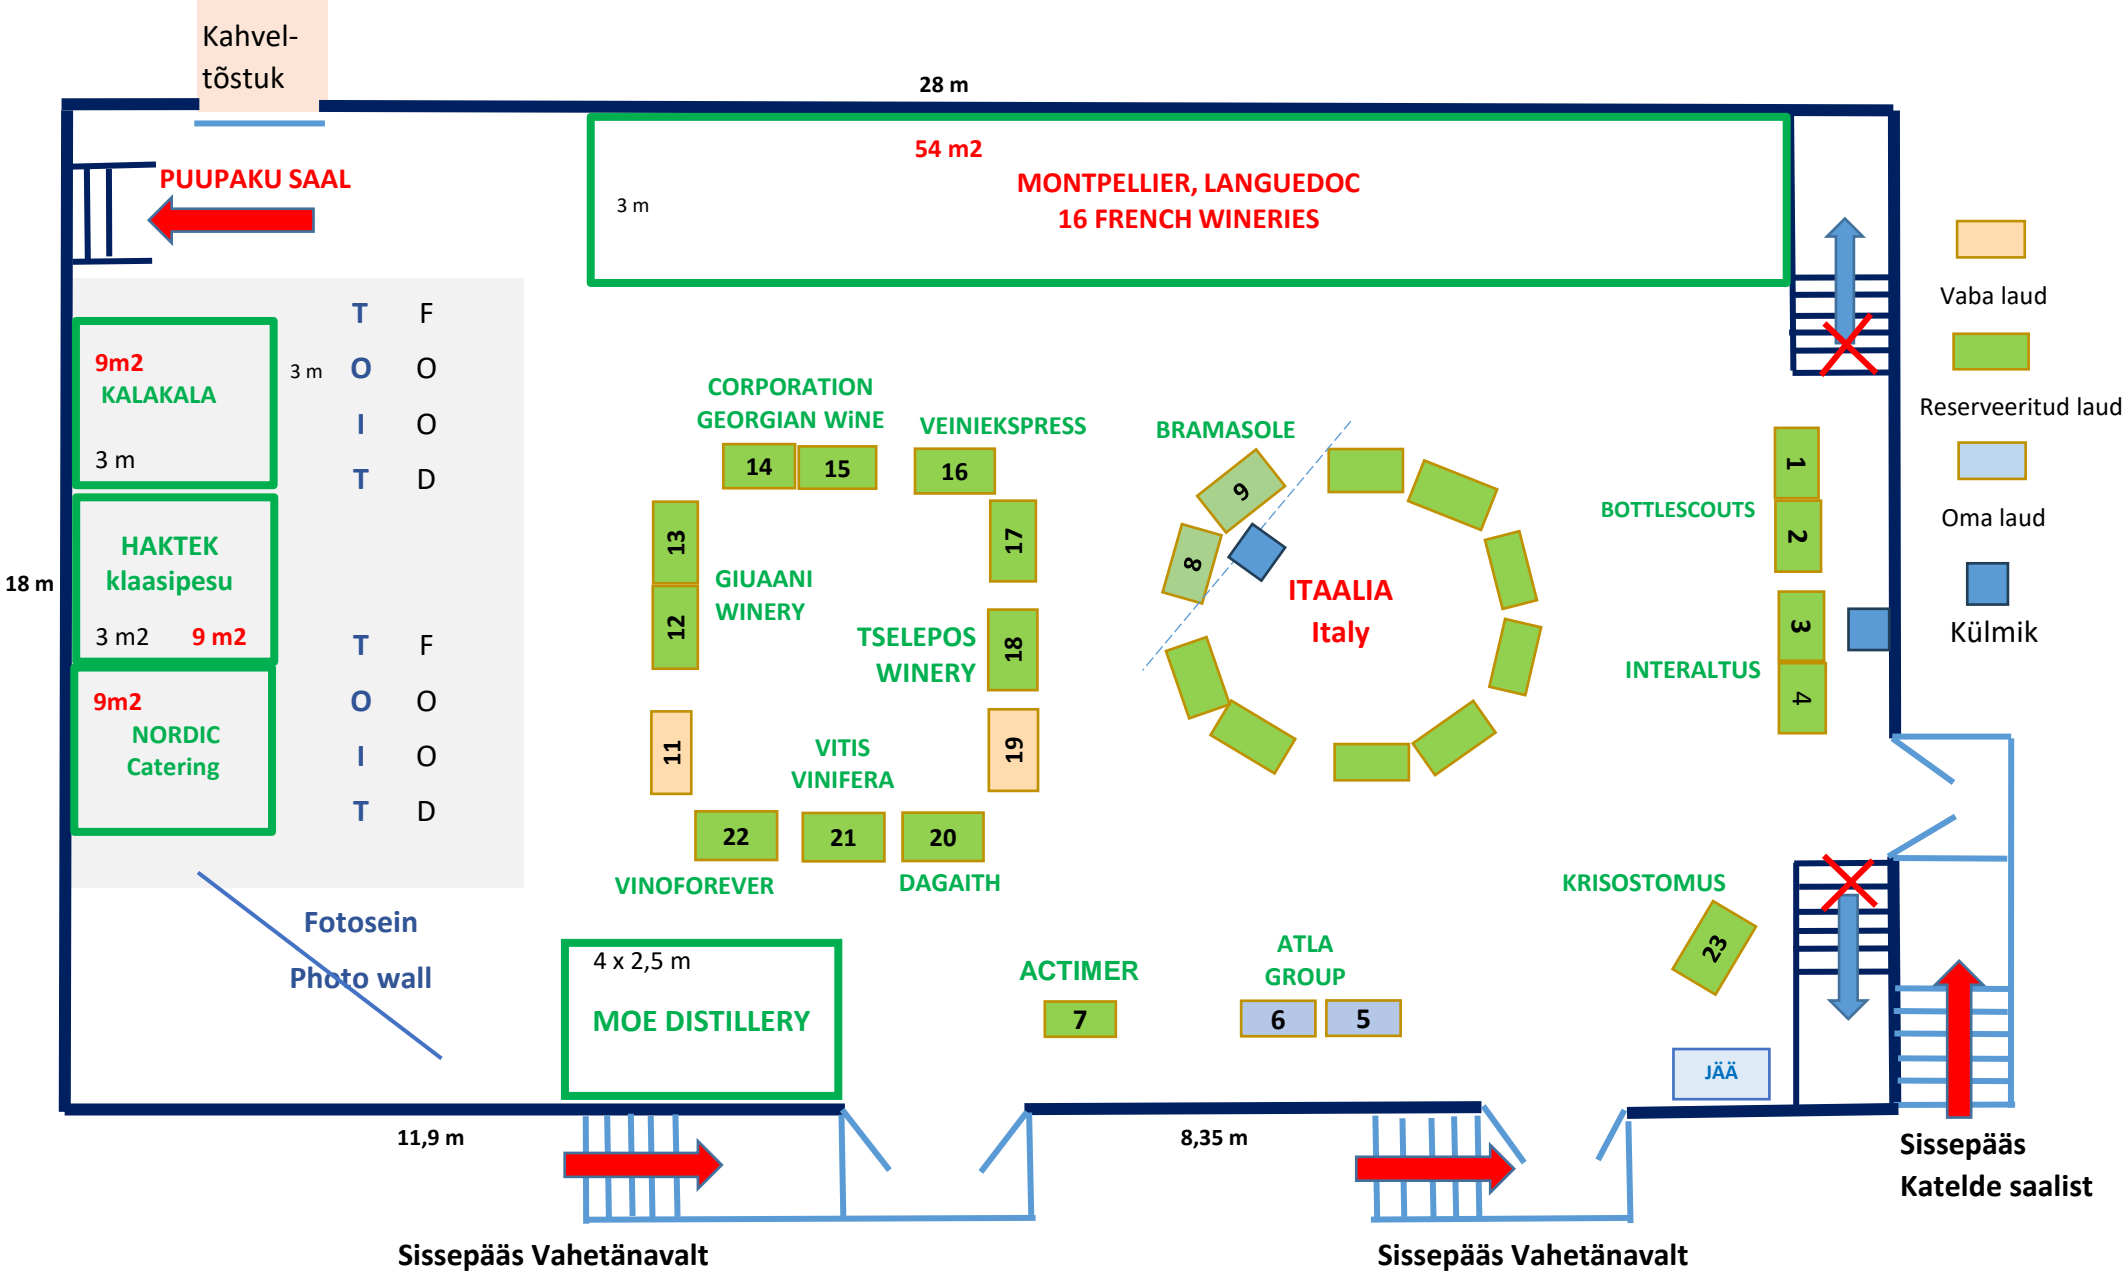 Kahvel-
tõstuk
28 m
54 m2
MONTPELLIER, LANGUEDOC
16 FRENCH WINERIES
3 m
PUUPAKU SAAL
Vaba laud
Reserveeritud laud
Oma laud
Külmik
T F
O O
I O
T D
9m2
KALAKALA
3 m
3 m
HAKTEK
klaasipesu
3 m2 9 m2
18 m
9m2
NORDIC
Catering
T F
O O
I O
T D
CORPORATION
GEORGIAN WiNE
14 15
VEINIEKSPRESS
16
17
13
12
GIUAANI
WINERY
TSELEPOS
WINERY
18
11
19
VITIS
VINIFERA
22 21 20
VINOFOREVER
DAGAITH
BRAMASOLE
9
8
ITAALIA
Italy
1
BOTTLESCOUTS
2
3
INTERALTUS
4
KRISOSTOMUS
23
Fotosein
Photo wall
4 x 2,5 m
MOE DISTILLERY
ACTIMER
7
ATLA
GROUP
6 5
JÄÄ
11,9 m
8,35 m
Sissepääs
Katelde saalist
Sissepääs Vahetänavalt
Sissepääs Vahetänavalt